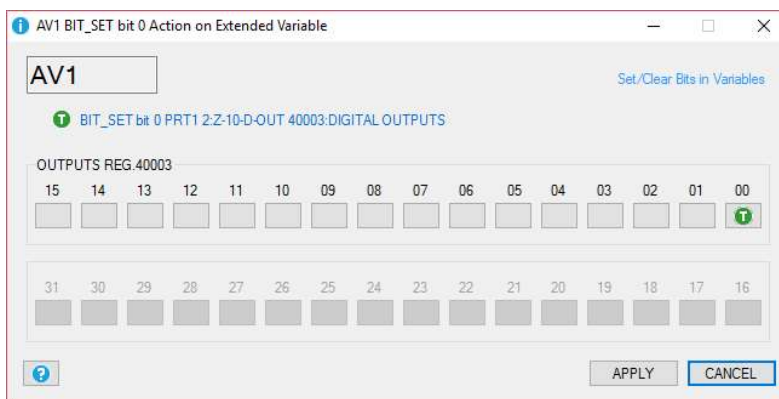 AV1 BIT_SET bit 0 Action on Extended Variable
AV1
Set/Clear Bits in Variables
T BIT_SET bit 0 PRT1 2:Z-10-D-OUT 40003:DIGITAL OUTPUTS
OUTPUTS REG.40003
15 14 13 12 11 10 09 08 07 06 05 04 03 02 01 00
T
31 30 29 28 27 26 25 24 23 22 21 20 19 18 17 16
? APPLY CANCEL